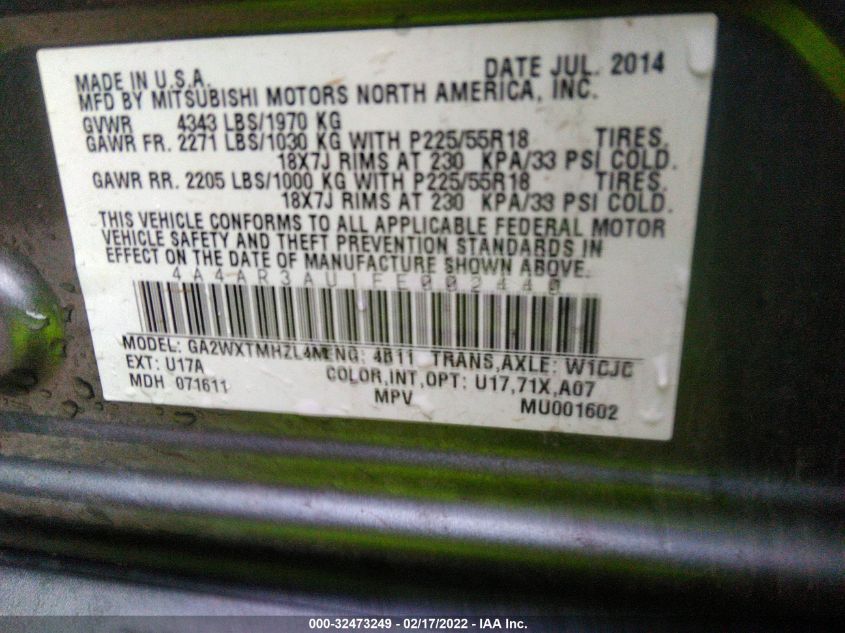 MADE IN U.S.A. DATE JUL. 2014
MFD BY MITSUBISHI MOTORS NORTH AMERICA, INC.
GVWR 4343 LBS/1970 KG
GAWR FR. 2271 LBS/1030 KG WITH P225/55R18 TIRES.
18X7J RIMS AT 230 KPA/33 PSI COLD.
GAWR RR. 2205 LBS/1000 KG WITH P225/55R18 TIRES.
18X7J RIMS AT 230 KPA/33 PSI COLD.
THIS VEHICLE CONFORMS TO ALL APPLICABLE FEDERAL MOTOR
VEHICLE SAFETY AND THEFT PREVENTION STANDARDS IN
EFFECT ON THE DATE OF MANUFACTURE SHOWN ABOVE.
4A4AR3AU1FE002440
MODEL: GA2WXTMHZL4M ENG: 4B11 TRANS,AXLE: W1CJC
EXT: U17A COLOR,INT,OPT: U17,71X,A07
MDH 071611 MPV MU001602
000-32473249 - 02/17/2022 - IAA Inc.